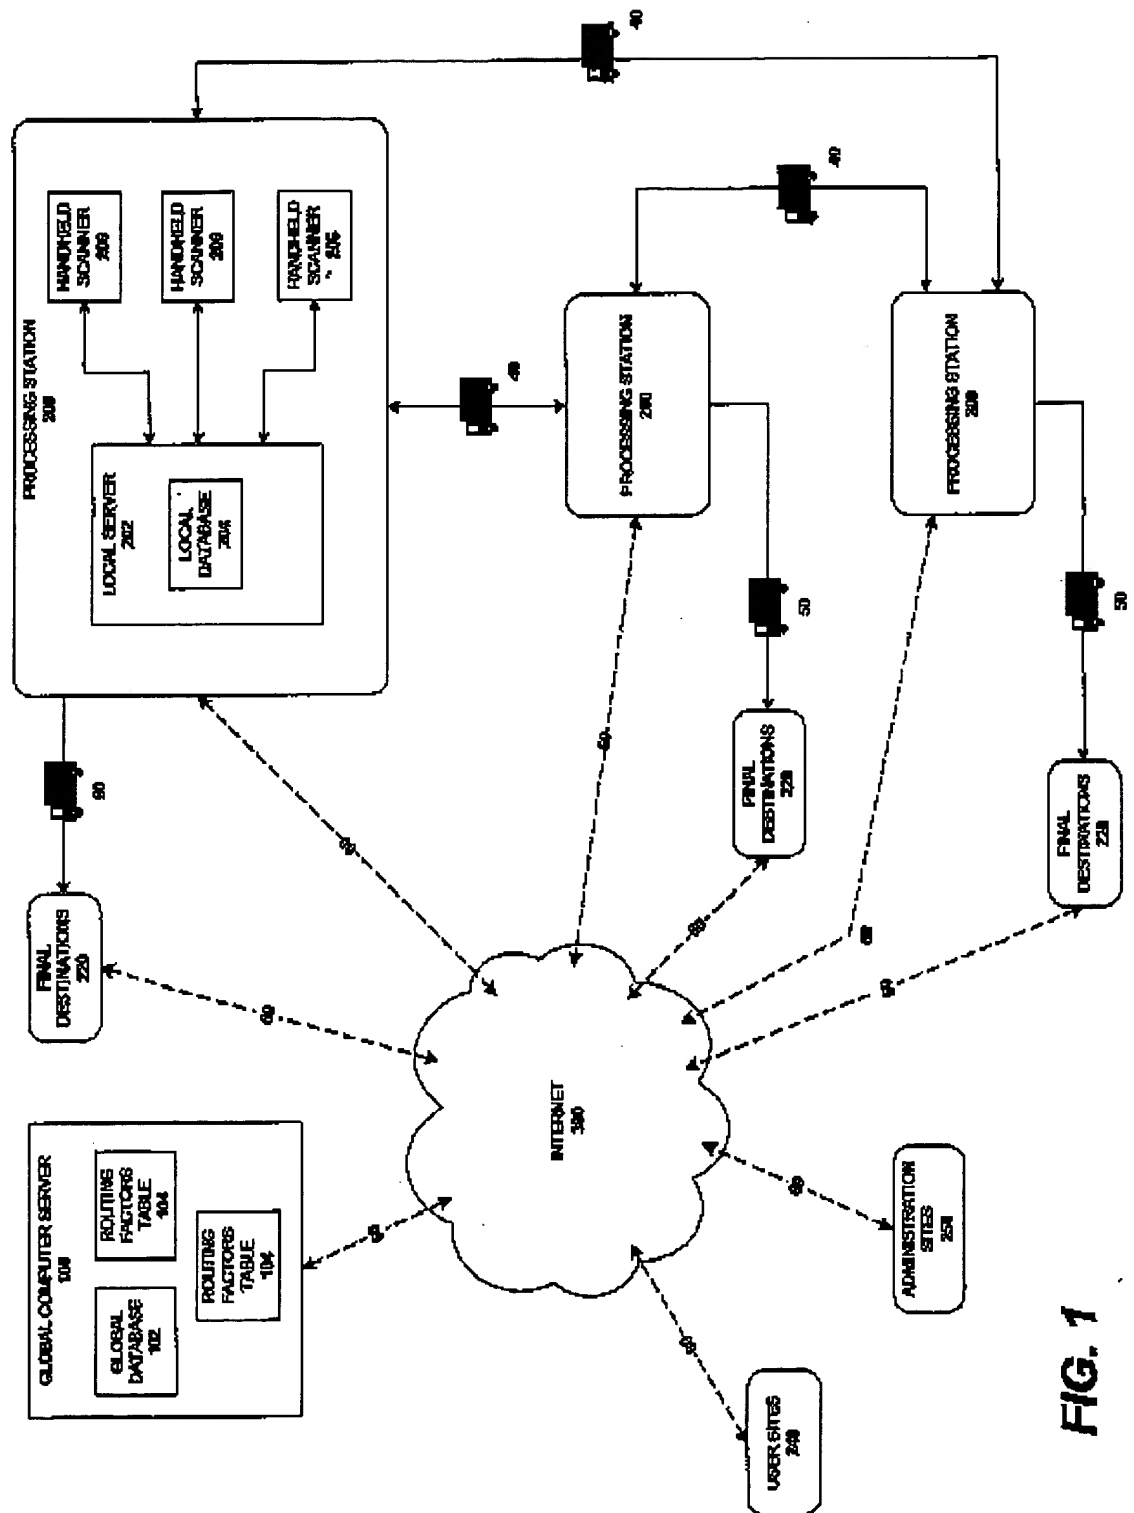 GLOBAL COMPUTER SERVER
GLOBAL
DATABASE
102
ROUTING
FACTORS
TABLE
104
ROUTING
FACTORS
TABLE
104
FINAL
DESTINATIONS
220
PROCESSING STATION
LOCAL SERVER
202
LOCAL
DATABASE
204
HANDHELD
SCANNER
HANDHELD
SCANNER
HANDHELD
SCANNER
40
40
40
PROCESSING STATION
PROCESSING STATION
50
50
FINAL
DESTINATIONS
FINAL
DESTINATIONS
INTERNET
USER SITES
ADMINISTRATION
SITES
FIG. 1